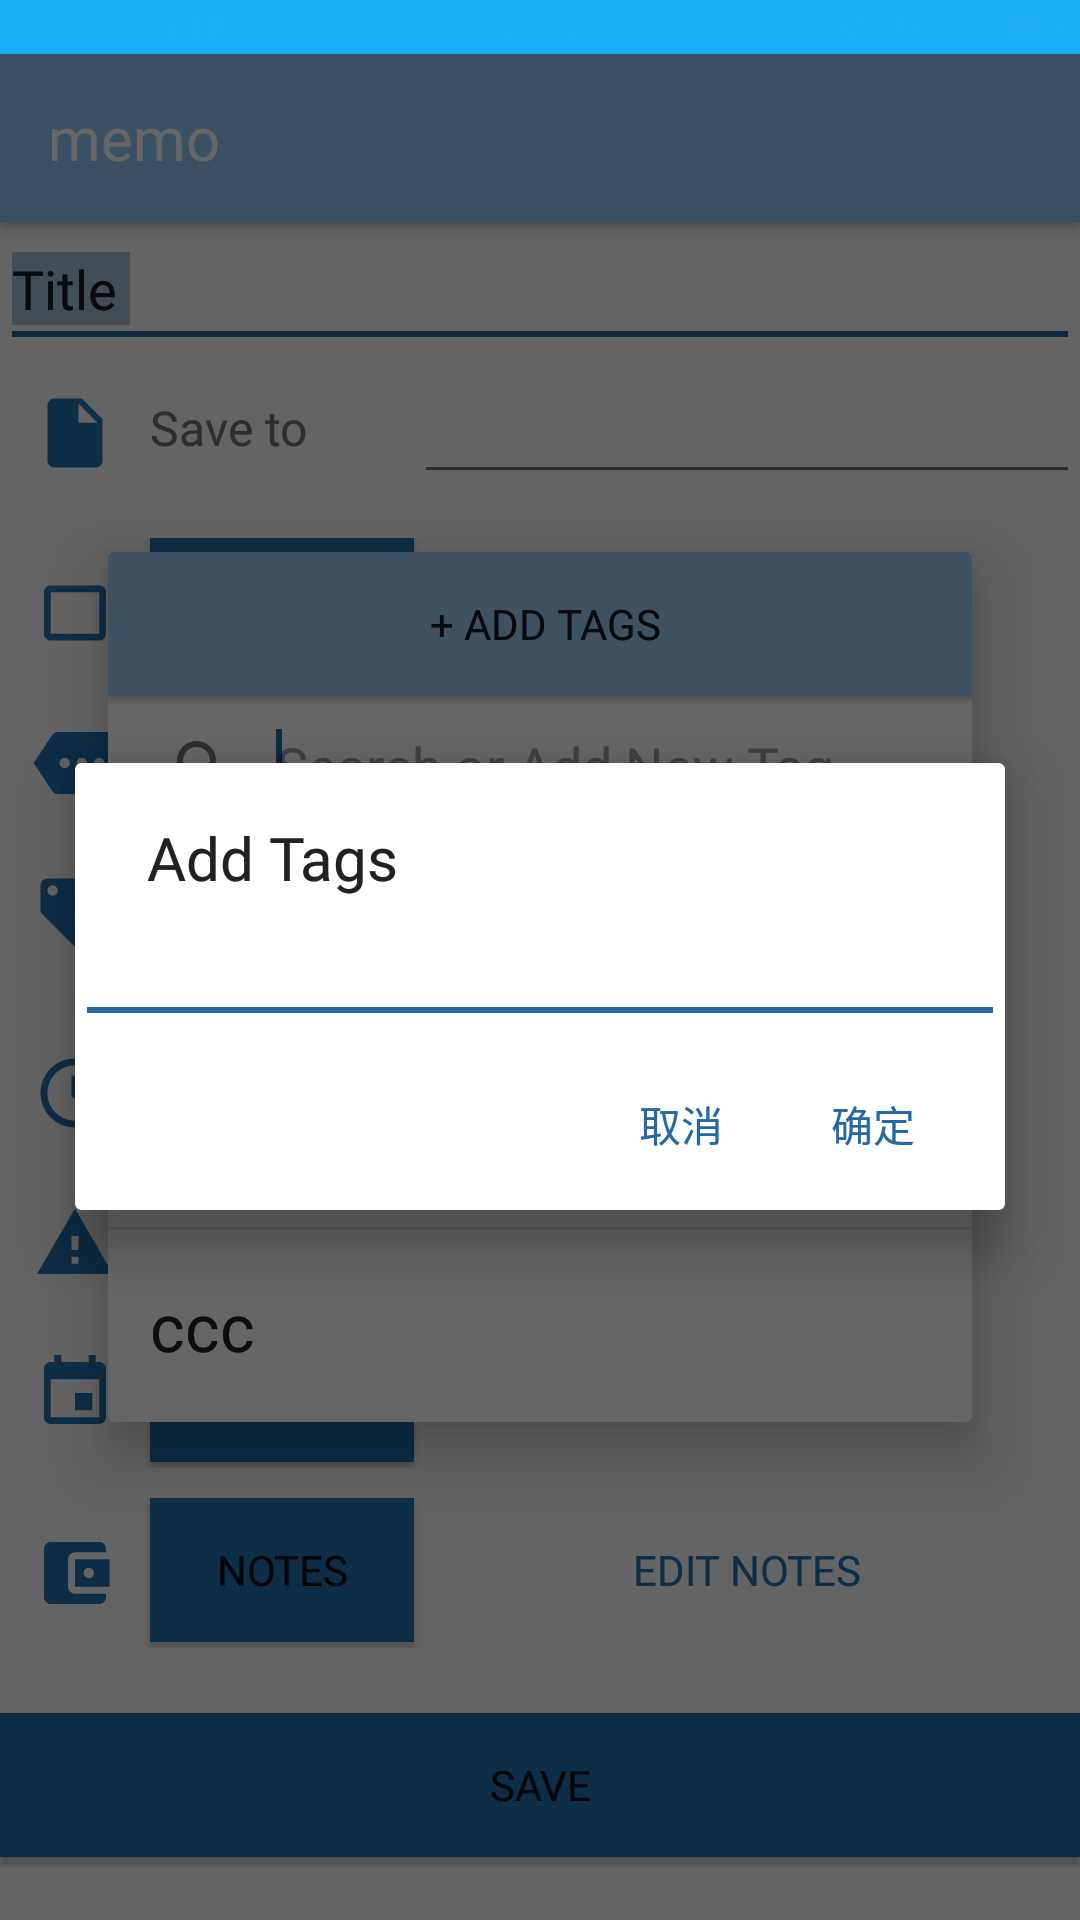 memo
Title
Save to
+ ADD TAGS
Search or Add New Tag
Add Tags
取消 确定
ccc
NOTES EDIT NOTES
SAVE